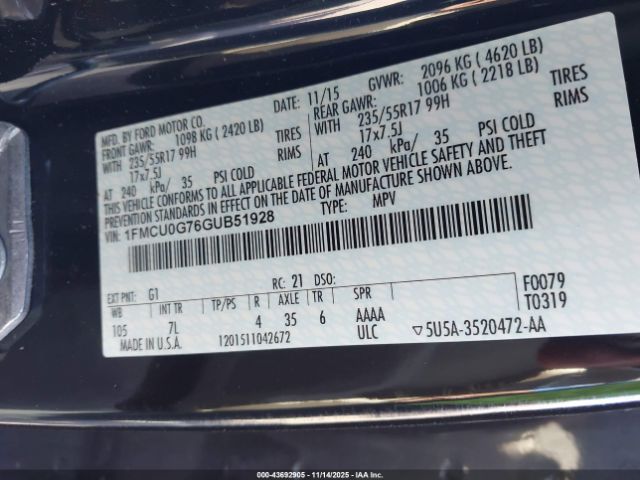 MFD. BY FORD MOTOR CO.
DATE: 11/15 GVWR: 2096 KG ( 4620 LB)
FRONT GAWR: 1098 KG ( 2420 LB)
REAR GAWR: 1006 KG ( 2218 LB)
WITH 235/55R17 99H TIRES
WITH 235/55R17 99H TIRES
17x7.5J RIMS
17x7.5J RIMS
AT 240 kPa/ 35 PSI COLD
AT 240 kPa/ 35 PSI COLD
THIS VEHICLE CONFORMS TO ALL APPLICABLE FEDERAL MOTOR VEHICLE SAFETY AND THEFT
PREVENTION STANDARDS IN EFFECT ON THE DATE OF MANUFACTURE SHOWN ABOVE.
1FMCU0G76GUB51928 TYPE: MPV
EXT PNT: G1 RC: 21 DSO: F0079
WB INT TR TP/PS R AXLE TR SPR T0319
105 7L 4 35 6 AAAA
MADE IN U.S.A. 1201511042672 ULC ▽5U5A-3520472-AA
000-43692905 - 11/14/2025 - IAA Inc.